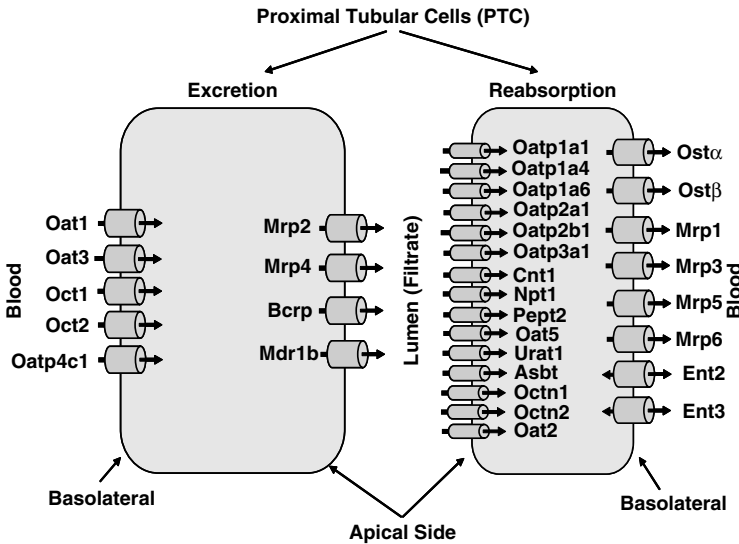 Proximal Tubular Cells (PTC)
Excretion
Blood
Oat1
Oat3
Oct1
Oct2
Oatp4c1
Mrp2
Mrp4
Bcrp
Mdr1b
Basolateral
Lumen (Filtrate)
Reabsorption
Oatp1a1
Oatp1a4
Oatp1a6
Oatp2a1
Oatp2b1
Oatp3a1
Cnt1
Npt1
Pept2
Oat5
Urat1
Asbt
Octn1
Octn2
Oat2
Ostα
Ostβ
Mrp1
Mrp3
Mrp5
Mrp6
Ent2
Ent3
Blood
Basolateral
Apical Side